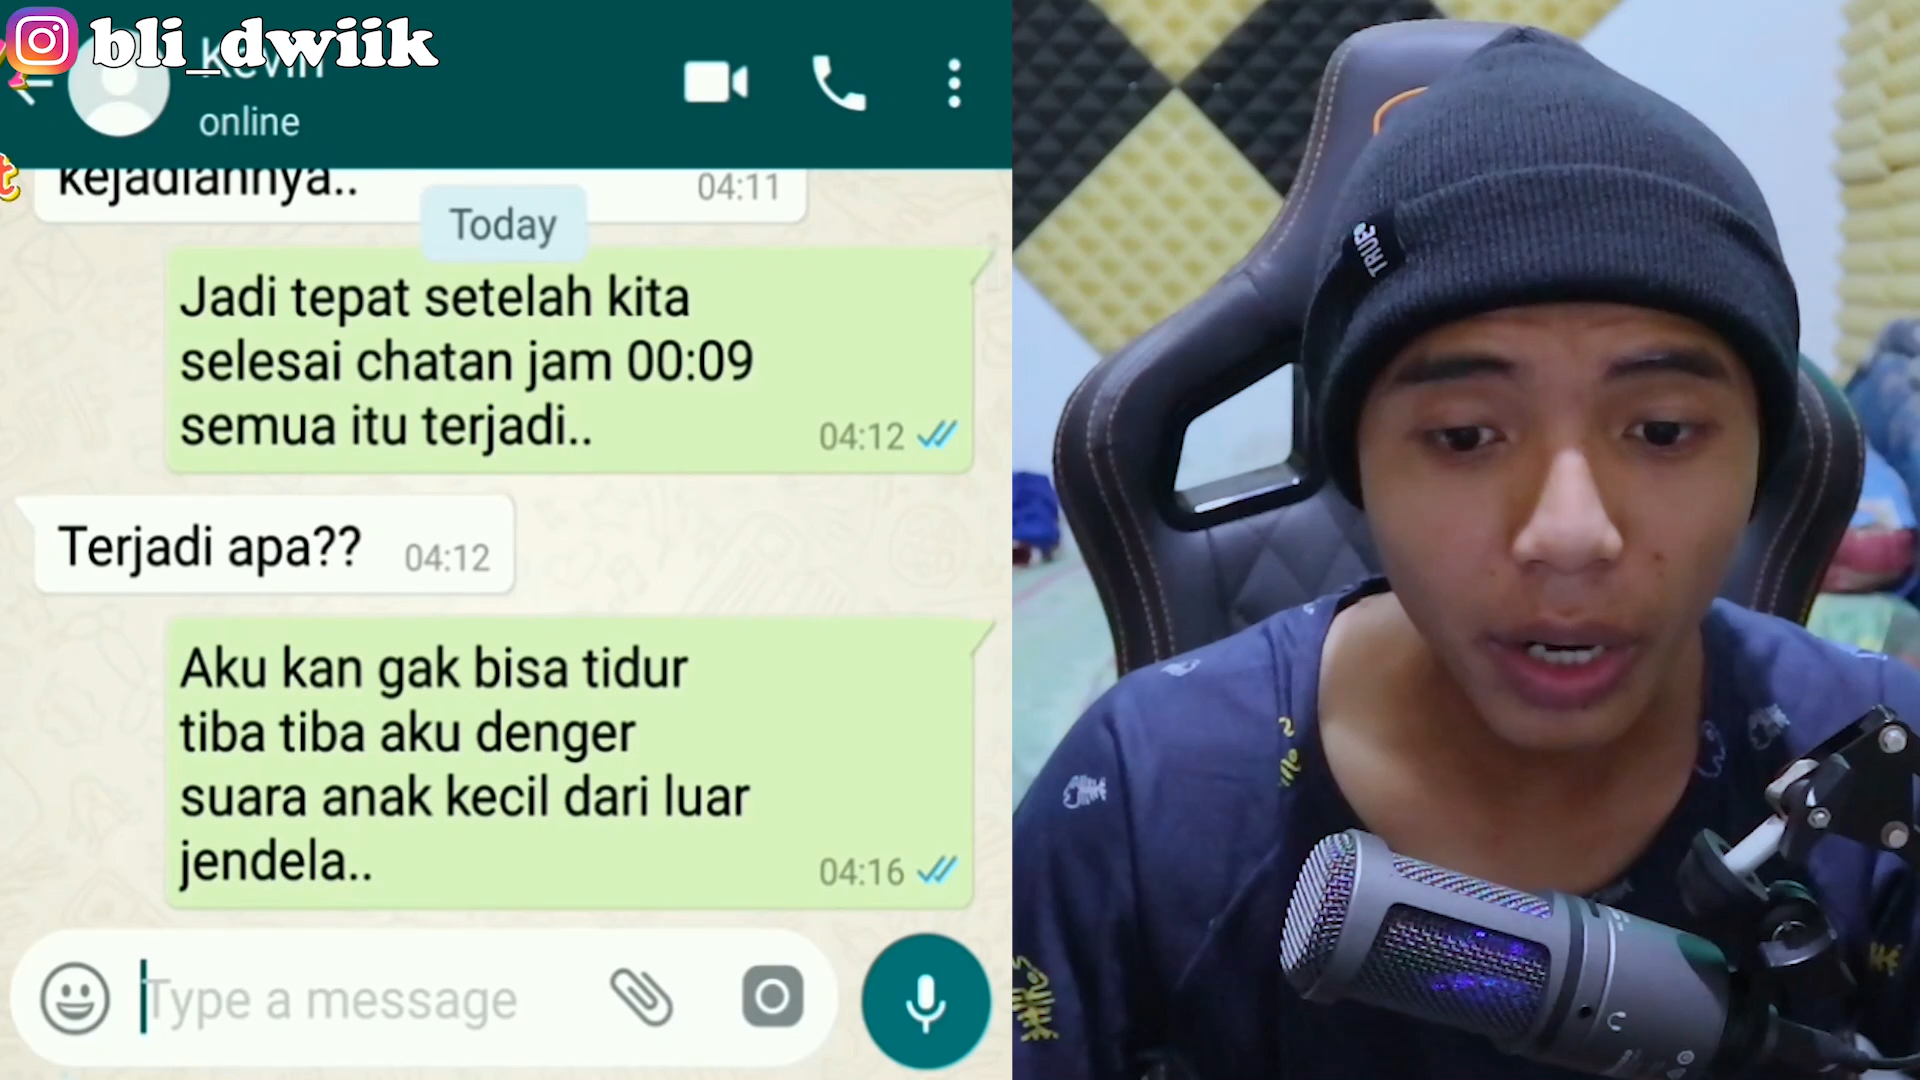 bli_dwiik
Kevin
online
kejadiannya..
04:11
Today
Jadi tepat setelah kita
selesai chatan jam 00:09
semua itu terjadi..
04:12
Terjadi apa??
04:12
Aku kan gak bisa tidur
tiba tiba aku denger
suara anak kecil dari luar
jendela..
04:16
Type a message
TRUE